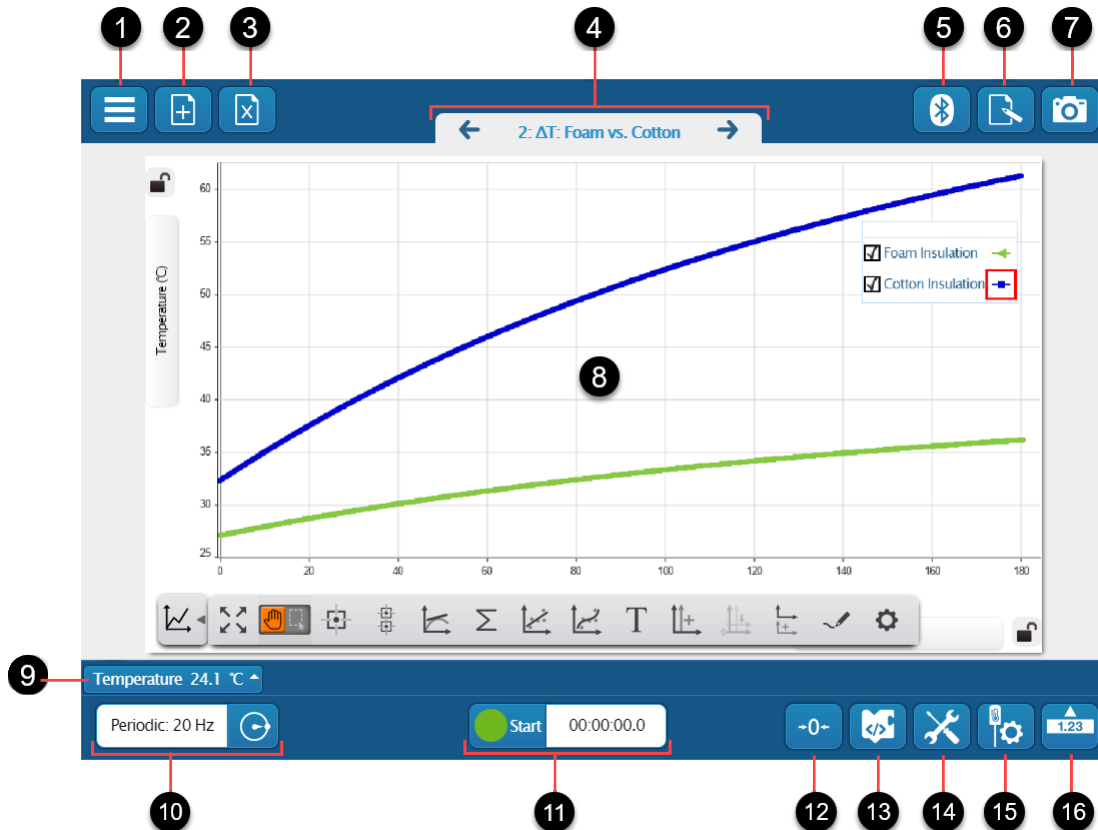 1 2 3 4 5 6 7
2: ΔT: Foam vs. Cotton
60
Temperature (℃)
55
Foam Insulation
Cotton Insulation
50
45
8
40
35
30
25
0 20 40 60 80 100 120 140 160 180
Σ T
9 Temperature 24.1 ℃
Periodic: 20 Hz
Start 00:00:00.0
→0←
</>
1.23
10 11 12 13 14 15 16